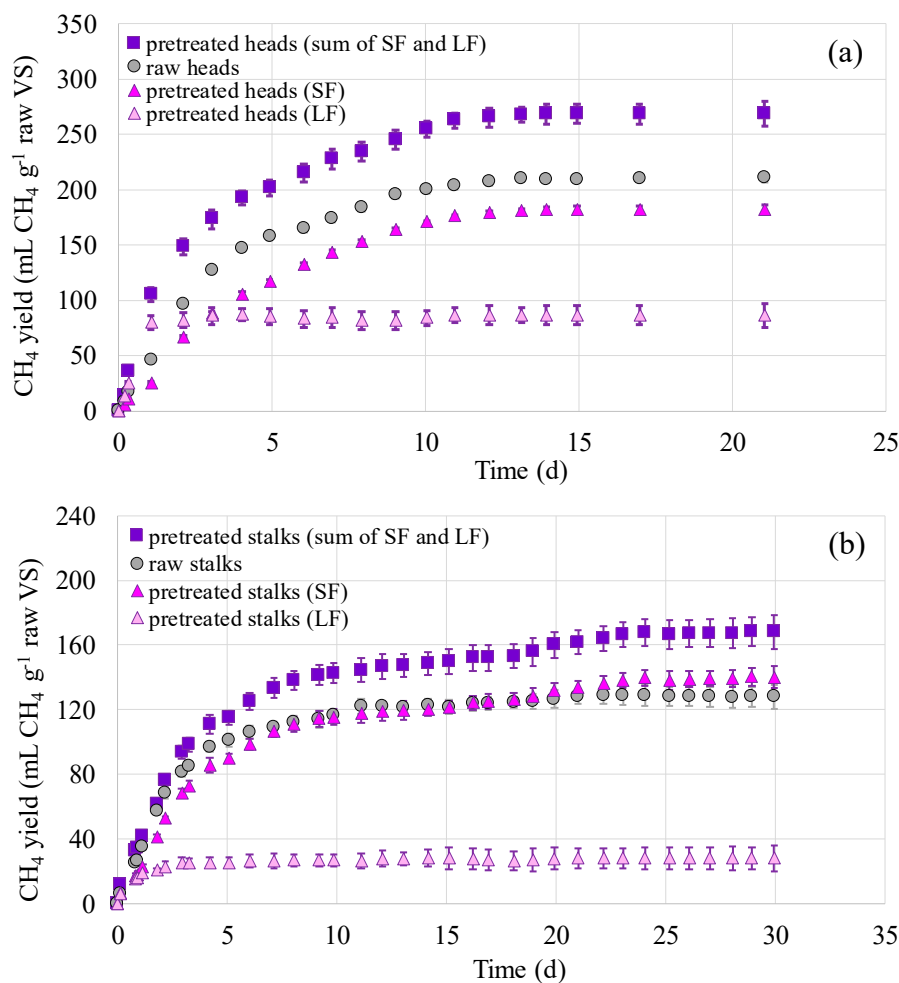 350
300
250
200
150
100
50
0
CH₄ yield (mL CH₄ g⁻¹ raw VS)
(a)
pretreated heads (sum of SF and LF)
raw heads
pretreated heads (SF)
pretreated heads (LF)
0 5 10 15 20 25
Time (d)
240
200
160
120
80
40
0
CH₄ yield (mL CH₄ g⁻¹ raw VS)
(b)
pretreated stalks (sum of SF and LF)
raw stalks
pretreated stalks (SF)
pretreated stalks (LF)
0 5 10 15 20 25 30 35
Time (d)